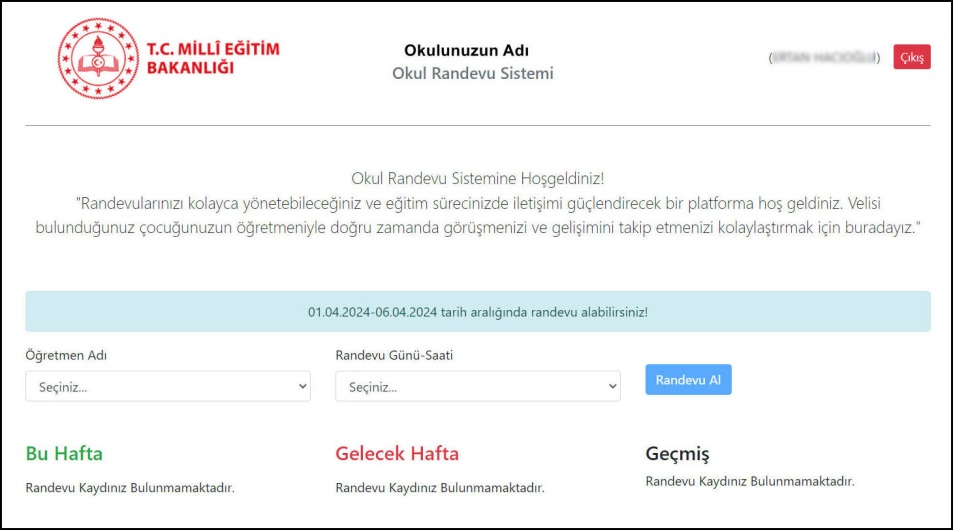 T.C. MİLLÎ EĞİTİM
BAKANLIĞI
Okulunuzun Adı
Okul Randevu Sistemi
Çıkış
Okul Randevu Sistemine Hoşgeldiniz!
"Randevularınızı kolayca yönetebileceğiniz ve eğitim sürecinizde iletişimi güçlendirecek bir platforma hoş geldiniz. Velisi
bulunduğunuz çocuğunuzun öğretmeniyle doğru zamanda görüşmenizi ve gelişimini takip etmenizi kolaylaştırmak için buradayız."
01.04.2024-06.04.2024 tarih aralığında randevu alabilirsiniz!
Öğretmen Adı
Randevu Günü-Saati
Seçiniz...
Seçiniz...
Randevu Al
Bu Hafta
Gelecek Hafta
Geçmiş
Randevu Kaydınız Bulunmamaktadır.
Randevu Kaydınız Bulunmamaktadır.
Randevu Kaydınız Bulunmamaktadır.